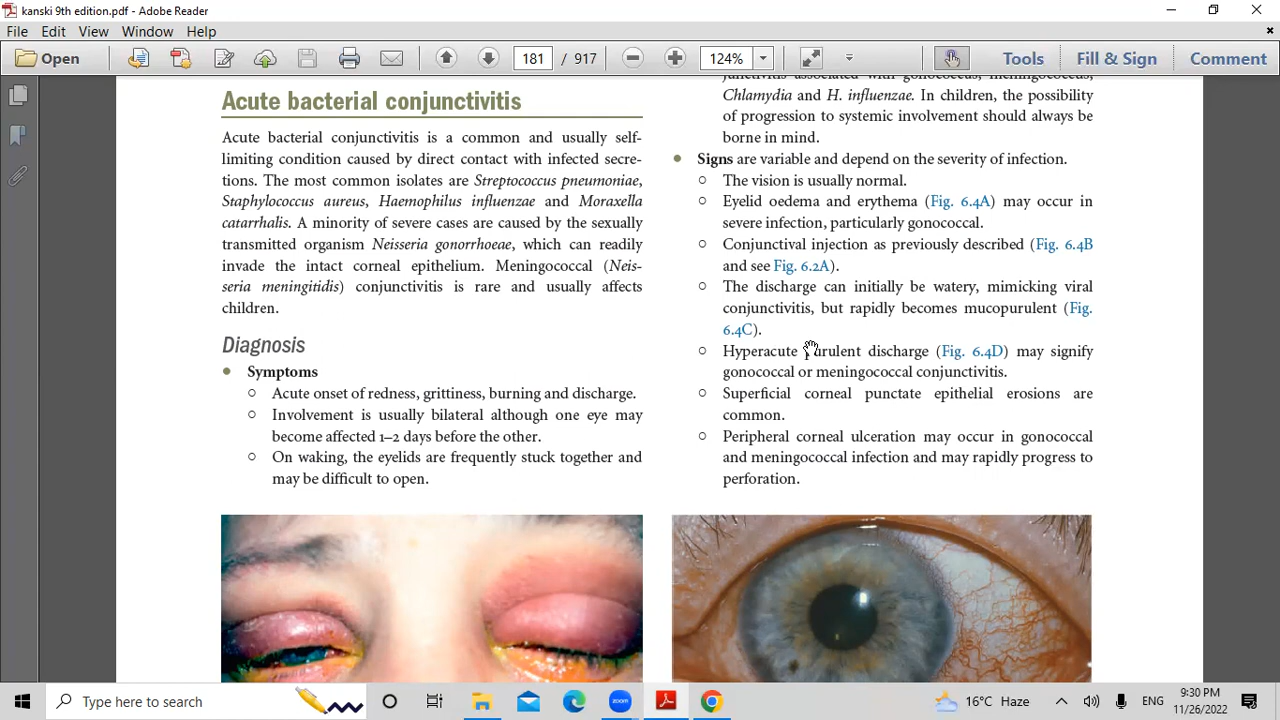 kanski 9th edition.pdf - Adobe Reader
File Edit View Window Help
Open 181 / 917 124% Tools Fill & Sign Comment
Acute bacterial conjunctivitis
Acute bacterial conjunctivitis is a common and usually self-
limiting condition caused by direct contact with infected secre-
tions. The most common isolates are Streptococcus pneumoniae,
Staphylococcus aureus, Haemophilus influenzae and Moraxella
catarrhalis. A minority of severe cases are caused by the sexually
transmitted organism Neisseria gonorrhoeae, which can readily
invade the intact corneal epithelium. Meningococcal (Neis-
seria meningitidis) conjunctivitis is rare and usually affects
children.
Diagnosis
• Symptoms
○ Acute onset of redness, grittiness, burning and discharge.
○ Involvement is usually bilateral although one eye may
become affected 1–2 days before the other.
○ On waking, the eyelids are frequently stuck together and
may be difficult to open.
junctivitis associated with gonococcus, meningococcus,
Chlamydia and H. influenzae. In children, the possibility
of progression to systemic involvement should always be
borne in mind.
• Signs are variable and depend on the severity of infection.
○ The vision is usually normal.
○ Eyelid oedema and erythema (Fig. 6.4A) may occur in
severe infection, particularly gonococcal.
○ Conjunctival injection as previously described (Fig. 6.4B
and see Fig. 6.2A).
○ The discharge can initially be watery, mimicking viral
conjunctivitis, but rapidly becomes mucopurulent (Fig.
6.4C).
○ Hyperacute purulent discharge (Fig. 6.4D) may signify
gonococcal or meningococcal conjunctivitis.
○ Superficial corneal punctate epithelial erosions are
common.
○ Peripheral corneal ulceration may occur in gonococcal
and meningococcal infection and may rapidly progress to
perforation.
Type here to search zoom 16°C Haze ENG 9:30 PM
11/26/2022